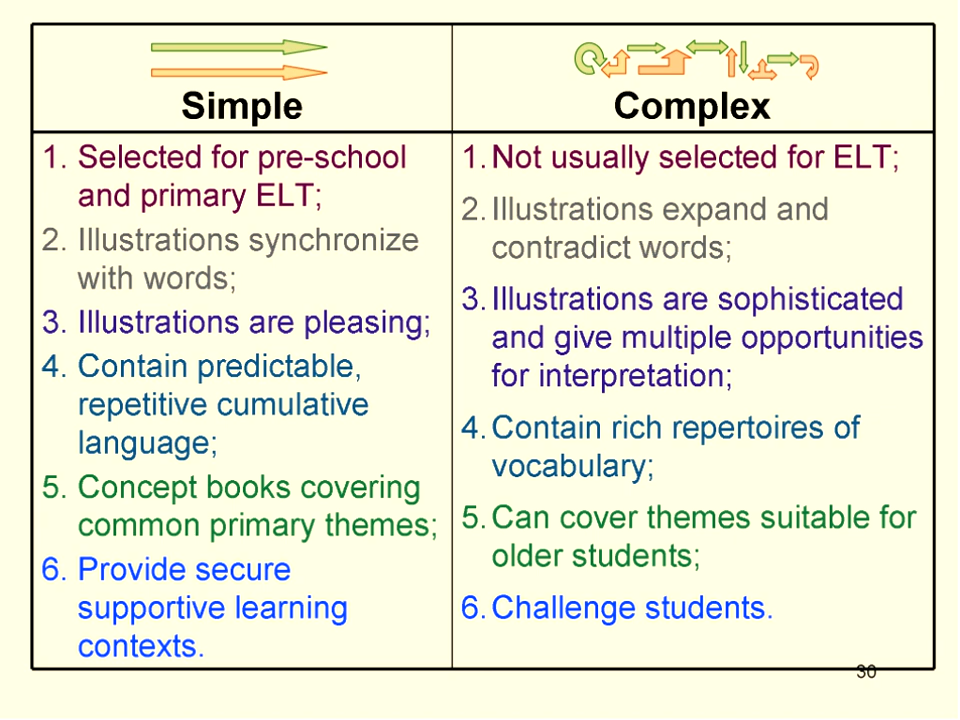 Simple
1. Selected for pre-school
and primary ELT;
2. Illustrations synchronize
with words;
3. Illustrations are pleasing;
4. Contain predictable,
repetitive cumulative
language;
5. Concept books covering
common primary themes;
6. Provide secure
supportive learning
contexts.
Complex
1. Not usually selected for ELT;
2. Illustrations expand and
contradict words;
3. Illustrations are sophisticated
and give multiple opportunities
for interpretation;
4. Contain rich repertoires of
vocabulary;
5. Can cover themes suitable for
older students;
6. Challenge students.
30